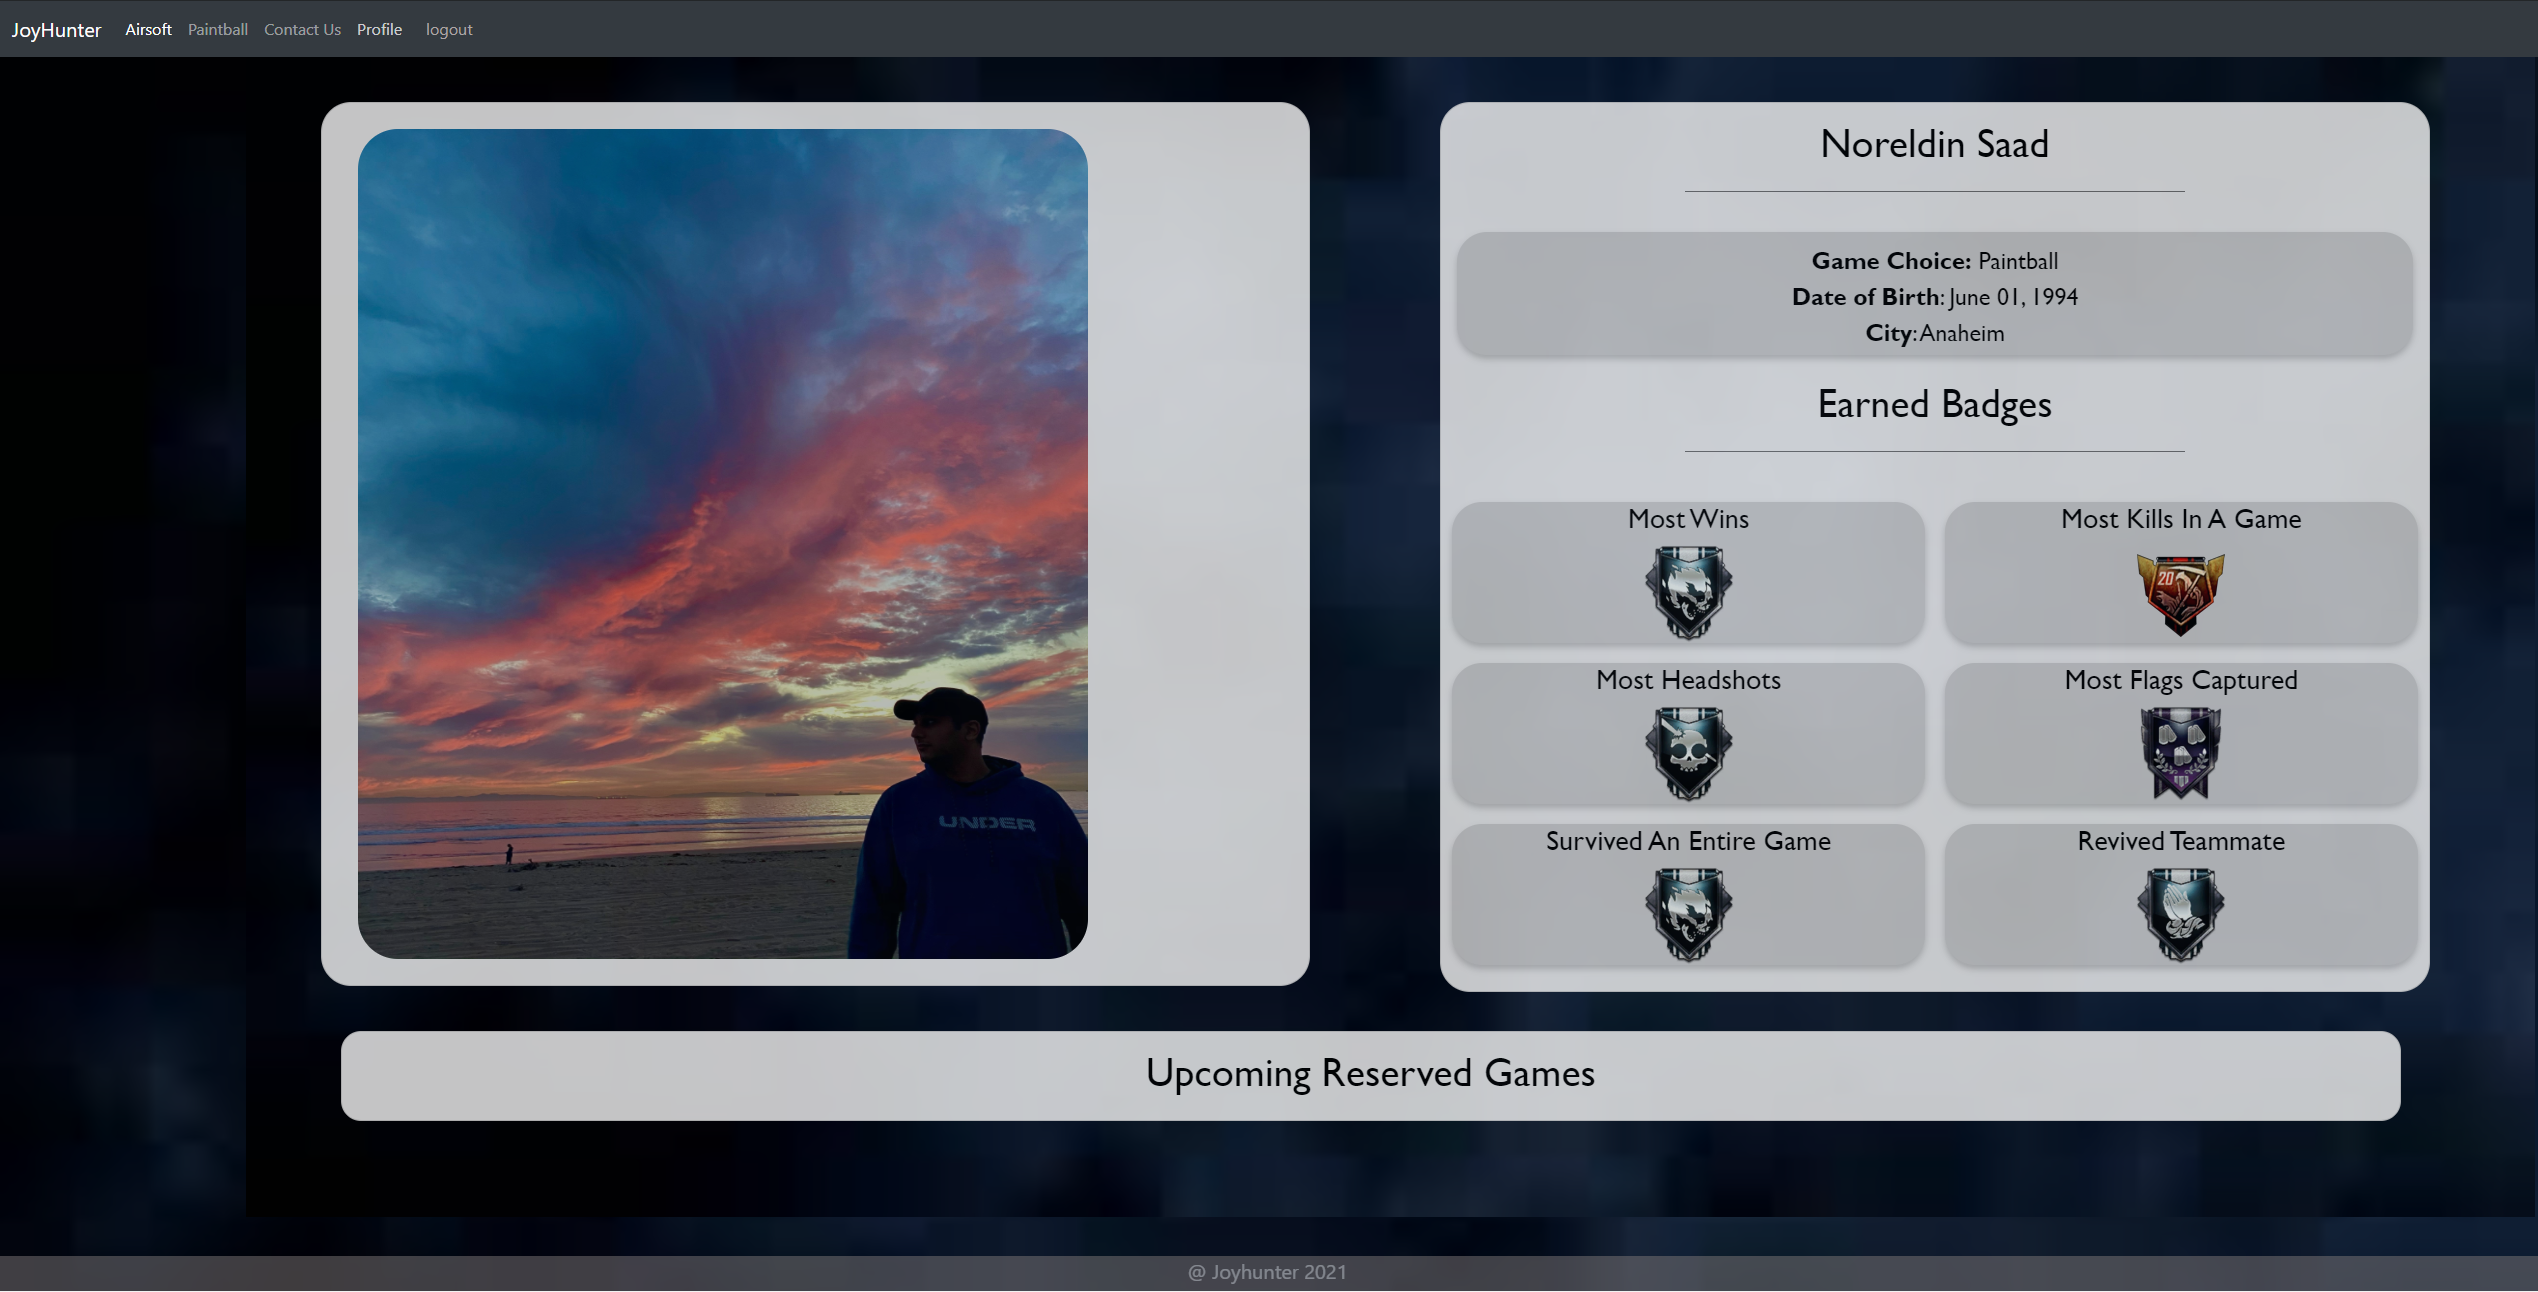 JoyHunter Airsoft Paintball Contact Us Profile logout
UNDER
Noreldin Saad
Game Choice: Paintball
Date of Birth: June 01, 1994
City: Anaheim
Earned Badges
Most Wins
Most Kills In A Game
20
Most Headshots
Most Flags Captured
Survived An Entire Game
Revived Teammate
Upcoming Reserved Games
@ Joyhunter 2021